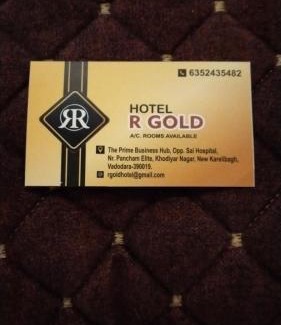 6352435482
RR
HOTEL
R GOLD
A/C. ROOMS AVAILABLE
The Prime Business Hub, Opp. Sai Hospital,
Nr. Pancham Elite, Khodiyar Nagar, New Karelibagh,
Vadodara-390019.
rgoldhotel@gmail.com